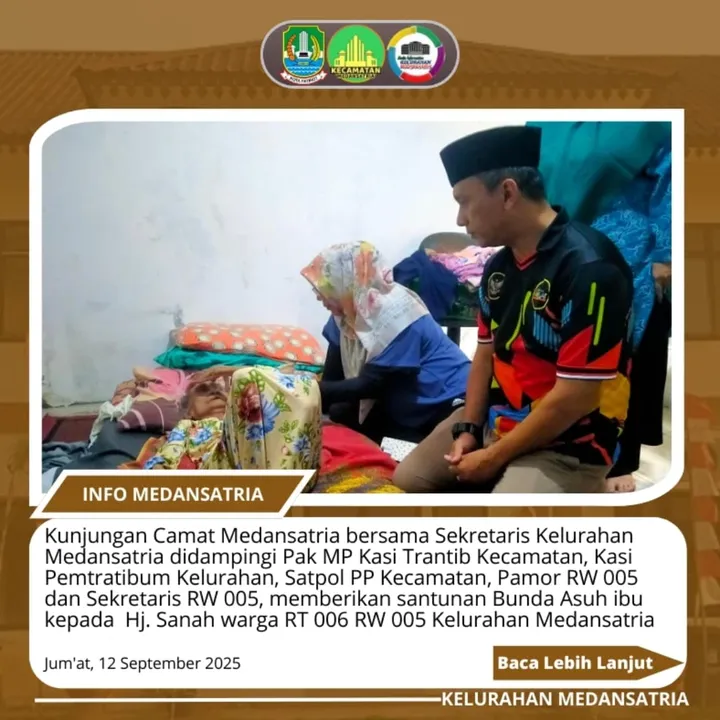 KECAMATAN
MEDANSATRIA
INFO MEDANSATRIA
Kunjungan Camat Medansatria bersama Sekretaris Kelurahan
Medansatria didampingi Pak MP Kasi Trantib Kecamatan, Kasi
Pemtratibum Kelurahan, Satpol PP Kecamatan, Pamor RW 005
dan Sekretaris RW 005, memberikan santunan Bunda Asuh ibu
kepada Hj. Sanah warga RT 006 RW 005 Kelurahan Medansatria
Jum'at, 12 September 2025
Baca Lebih Lanjut
KELURAHAN MEDANSATRIA